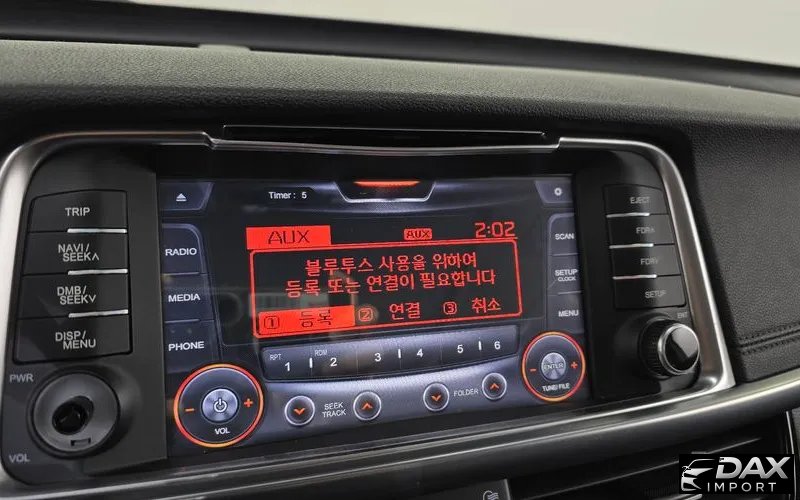 TRIP
NAVI/
SEEK∧
DMB/
SEEK∨
DISP/
MENU
PWR
VOL
Timer : 5
RADIO
MEDIA
PHONE
AUX
AUX
2:02
블루투스 사용을 위하여
등록 또는 연결이 필요합니다
① 등록 ② 연결 ③ 취소
SCAN
SETUP
CLOCK
MENU
RPT
RDM
1 2 3 4 5 6
- +
VOL
SEEK
TRACK
FOLDER
- ENTER +
TUNE/ FILE
EJECT
FDR∧
FDR∨
SETUP
ENT
DAX
IMPORT